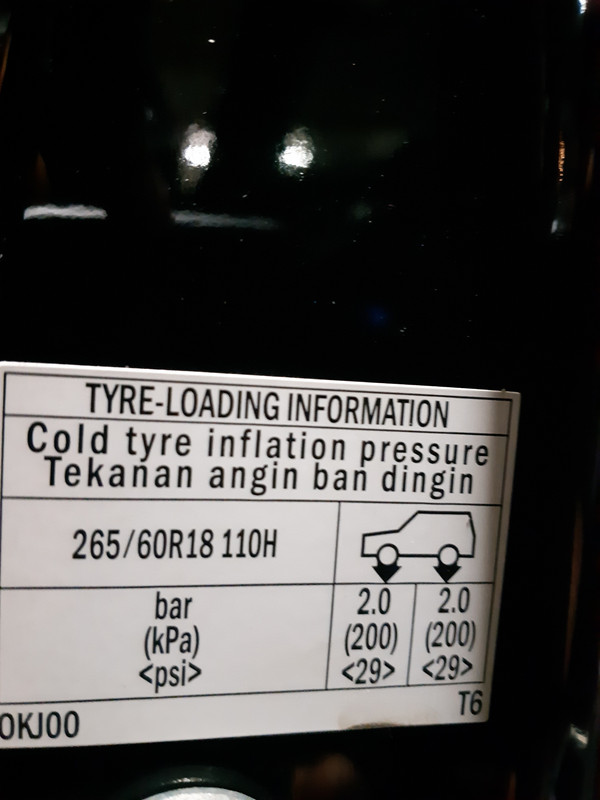 TYRE-LOADING INFORMATION
Cold tyre inflation pressure
Tekanan angin ban dingin
265/60R18 110H
bar 2.0 2.0
(kPa) (200) (200)
<psi> <29> <29>
0KJ00 T6